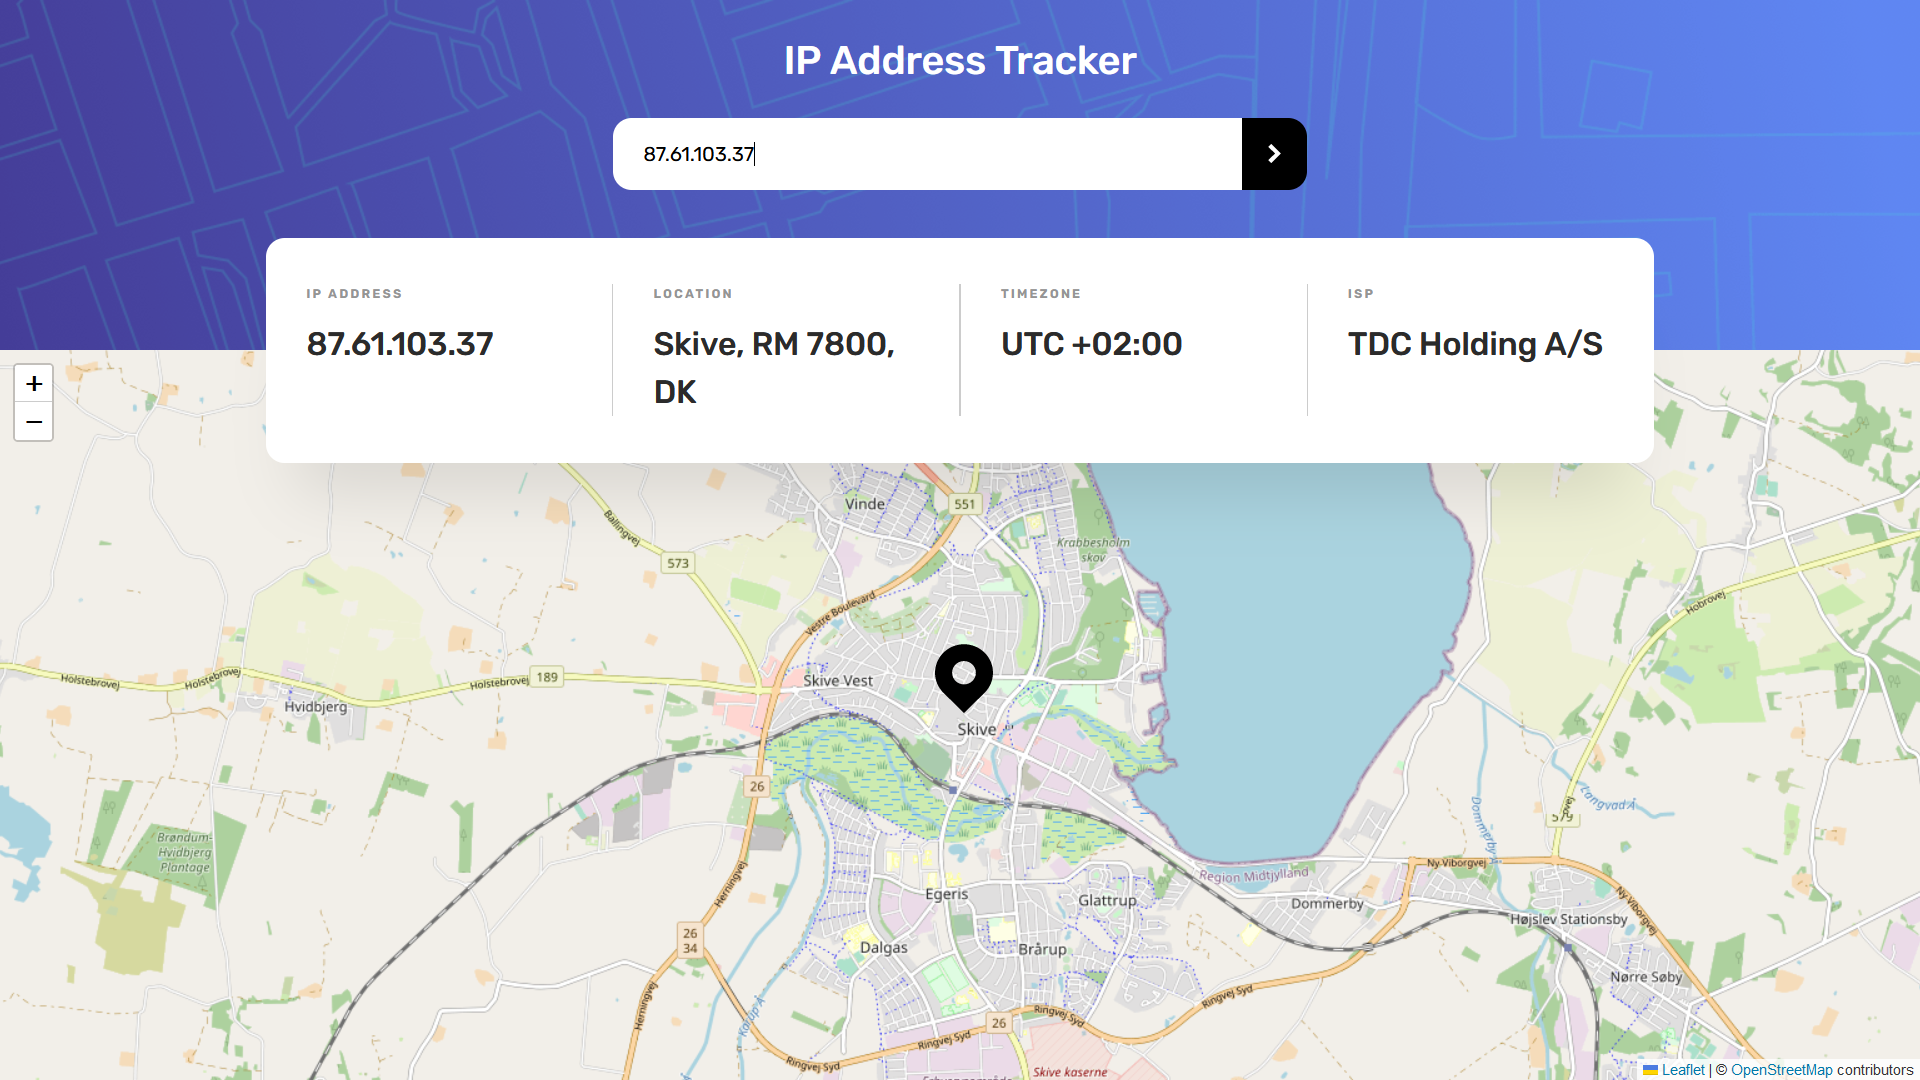 IP Address Tracker
87.61.103.37
IP ADDRESS
87.61.103.37
LOCATION
Skive, RM 7800,
DK
TIMEZONE
UTC +02:00
ISP
TDC Holding A/S
+
−
Vinde
551
Ballingvej
Krabbesholm
skov
573
Vestre Boulevard
Hobrovej
Holstebrovej
Holstebrovej
Holstebrovej
189
Skive Vest
Hvidbjerg
Skive
26
Langvad Å
Dommerby Å
Brøndum-
Hvidbjerg
Plantage
Ny Viborgvej
Region Midtjylland
Herningvej
Egeris
Glattrup
Dommerby
Ny Viborgvej
Højslev Stationsby
26
34
Dalgas
Brårup
Nørre Søby
Herningvej
Karup Å
Ringvej Syd
26
Ringvej Syd
Ringvej Syd
Ringvej Syd
Skive kaserne
Leaflet | © OpenStreetMap contributors